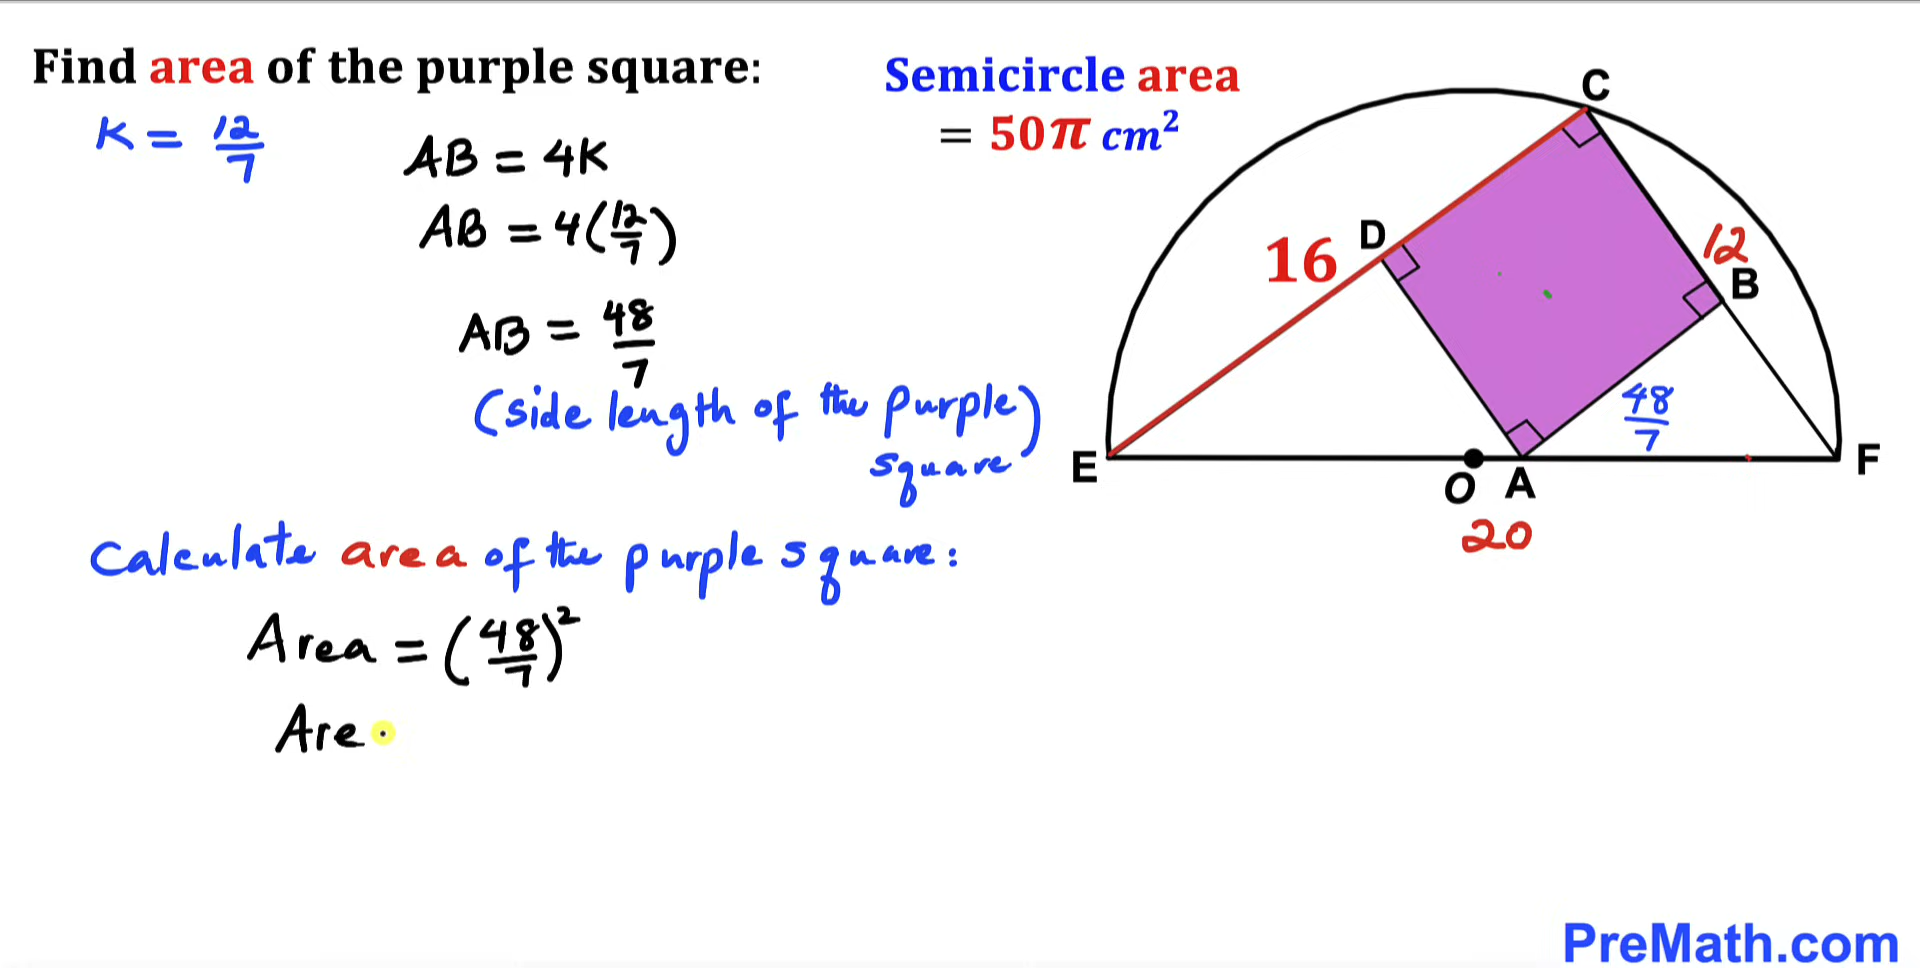 Find area of the purple square:
K = 12/7
AB = 4K
AB = 4(12/7)
AB = 48/7
(side length of the purple square)
Calculate area of the purple square:
Area = (48/7)²
Are
Semicircle area
= 50π cm²
C
D
16
12
B
48/7
E
O
A
F
20
PreMath.com